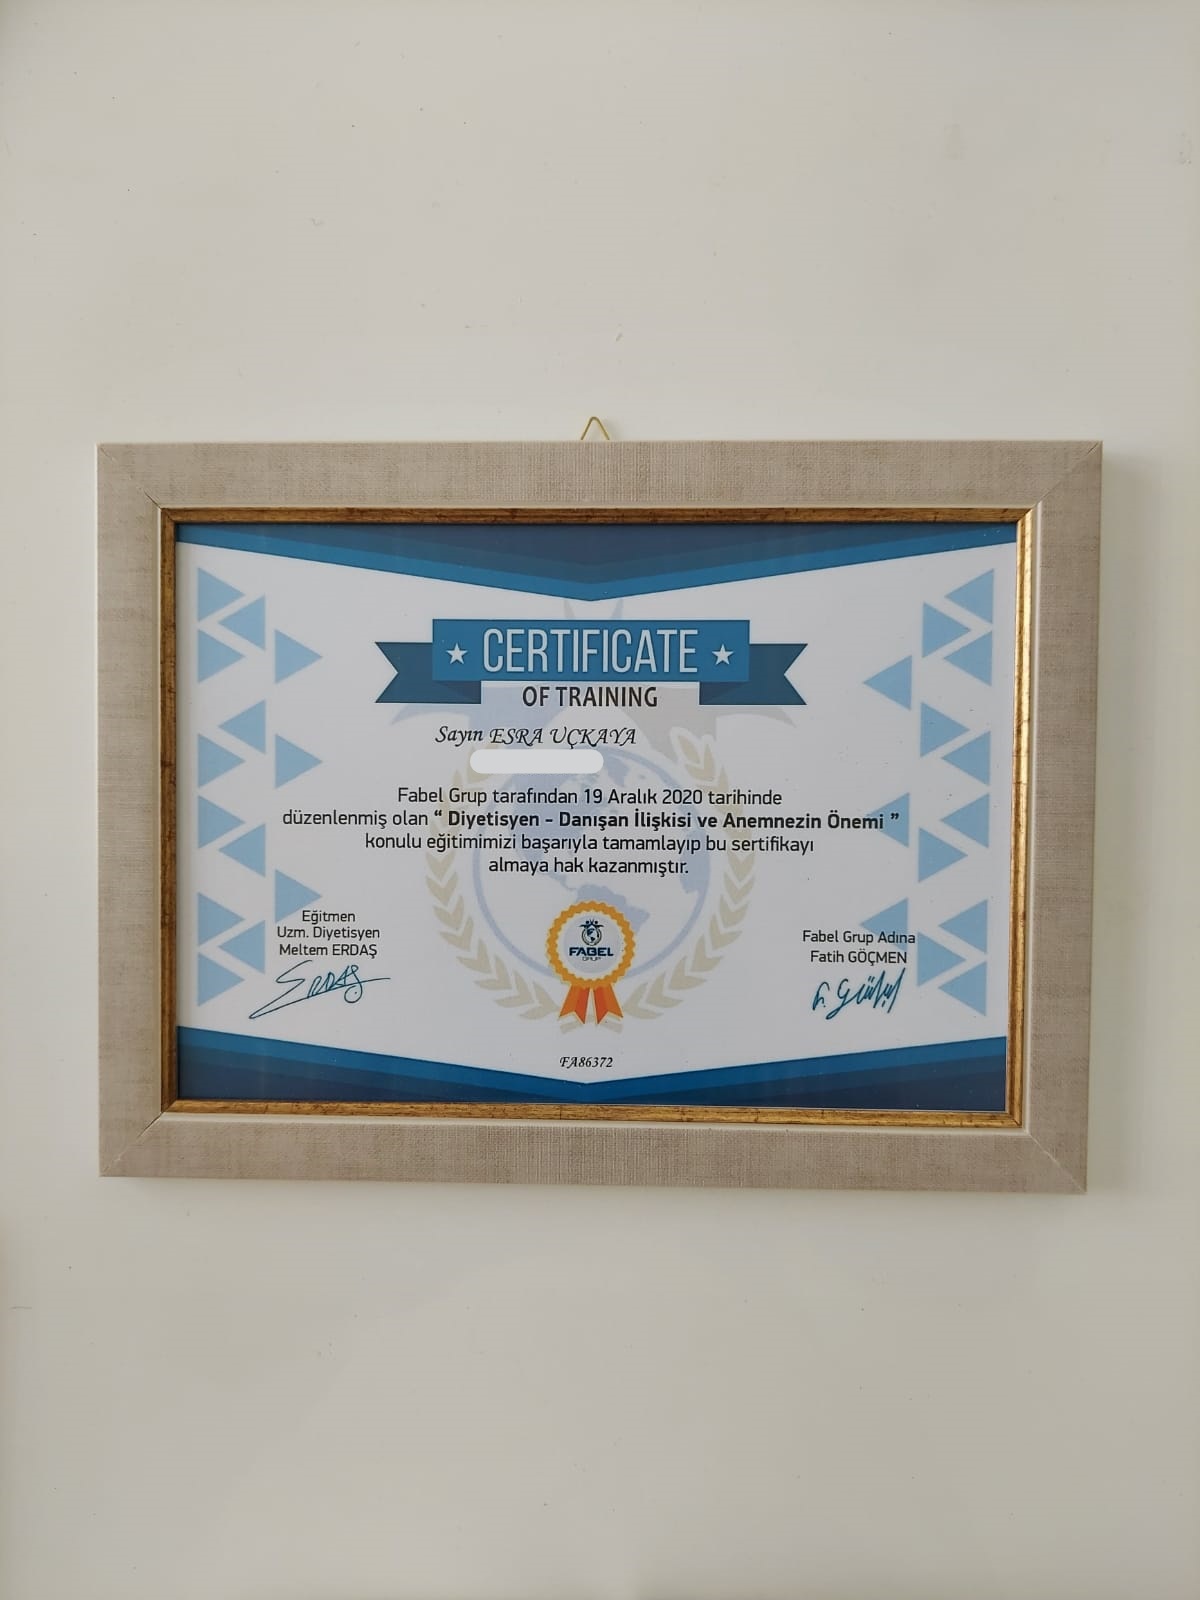 CERTIFICATE
OF TRAINING
Sayın ESRA UÇKAYA
Fabel Grup tarafından 19 Aralık 2020 tarihinde
düzenlenmiş olan “ Diyetisyen - Danışan İlişkisi ve Anemnezin Önemi ”
konulu eğitimimizi başarıyla tamamlayıp bu sertifikayı
almaya hak kazanmıştır.
Eğitmen
Uzm. Diyetisyen
Meltem ERDAŞ
ERDAŞ
FABEL
GRUP
Fabel Grup Adına
Fatih GÖÇMEN
FA86372